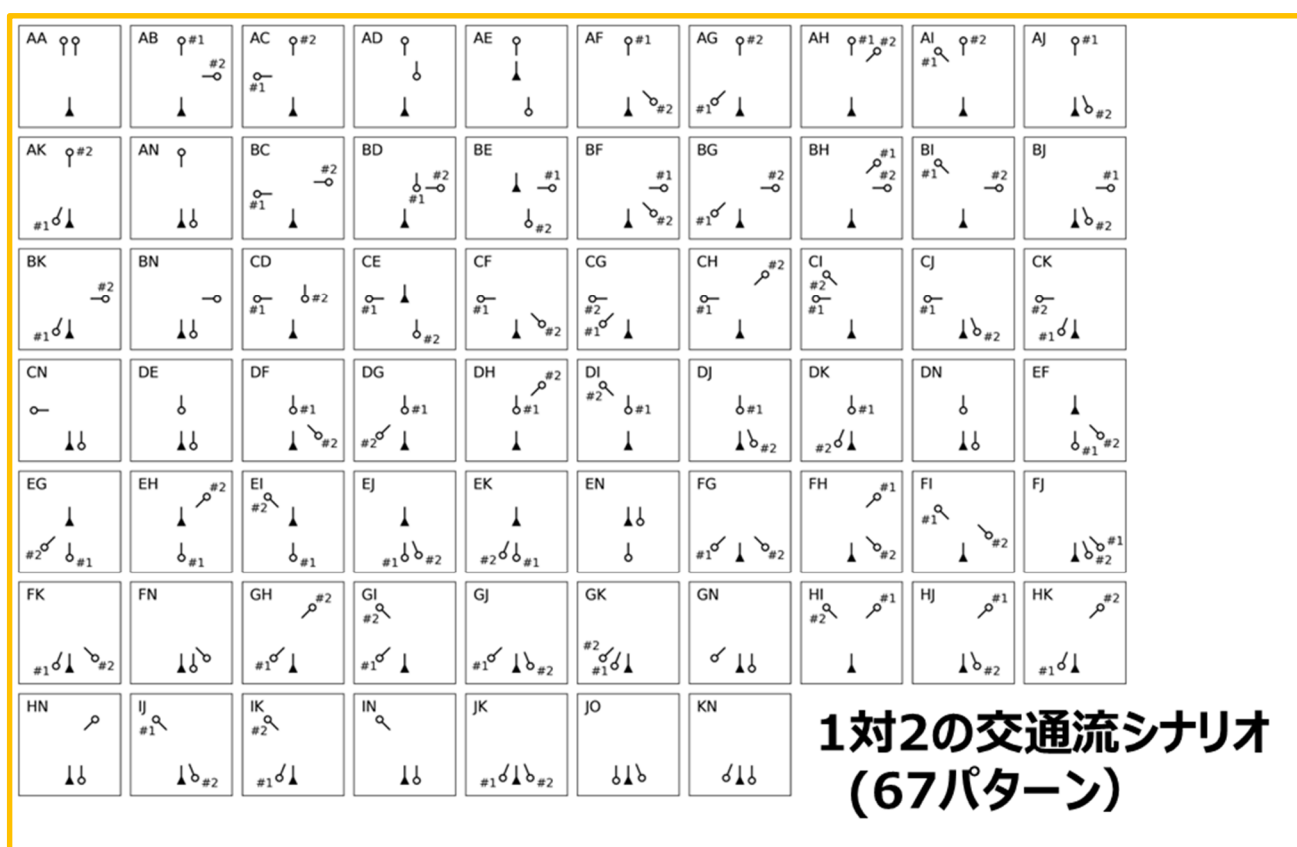 AA
AB #1 #2
AC #2 #1
AD
AE
AF #1 #2
AG #2 #1
AH #1 #2
AI #2 #1
AJ #1 #2
AK #2 #1
AN
BC #2 #1
BD #2 #1
BE #1 #2
BF #1 #2
BG #2 #1
BH #1 #2
BI #1 #2
BJ #1 #2
BK #2 #1
BN
CD #2 #1
CE #1 #2
CF #1 #2
CG #2 #1
CH #2 #1
CI #2 #1
CJ #1 #2
CK #2 #1
CN
DE
DF #1 #2
DG #1 #2
DH #2 #1
DI #2 #1
DJ #1 #2
DK #1 #2
DN
EF #2 #1
EG #2 #1
EH #2 #1
EI #2 #1
EJ #1 #2
EK #2 #1
EN
FG #1 #2
FH #1 #2
FI #1 #2
FJ #1 #2
FK #1 #2
FN
GH #2 #1
GI #2 #1
GJ #1 #2
GK #2 #1
GN
HI #1 #2
HJ #1 #2
HK #2 #1
HN
IJ #1 #2
IK #2 #1
IN
JK #1 #2
JO
KN
1対2の交通流シナリオ
(67パターン）